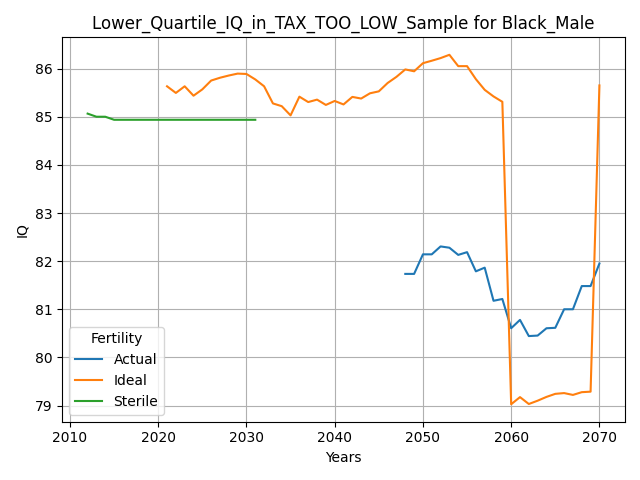 Lower_Quartile_IQ_in_TAX_TOO_LOW_Sample for Black_Male
IQ
86
85
84
83
82
81
80
79
Fertility
Actual
Ideal
Sterile
2010 2020 2030 2040 2050 2060 2070
Years